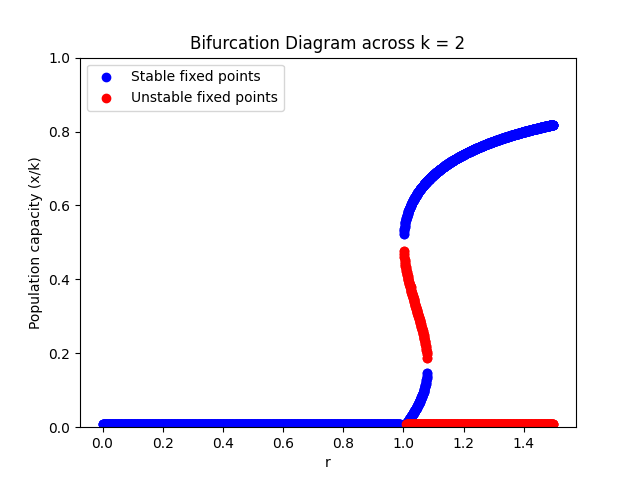 Bifurcation Diagram across k = 2
Stable fixed points
Unstable fixed points
Population capacity (x/k)
1.0
0.8
0.6
0.4
0.2
0.0
0.0 0.2 0.4 0.6 0.8 1.0 1.2 1.4
r